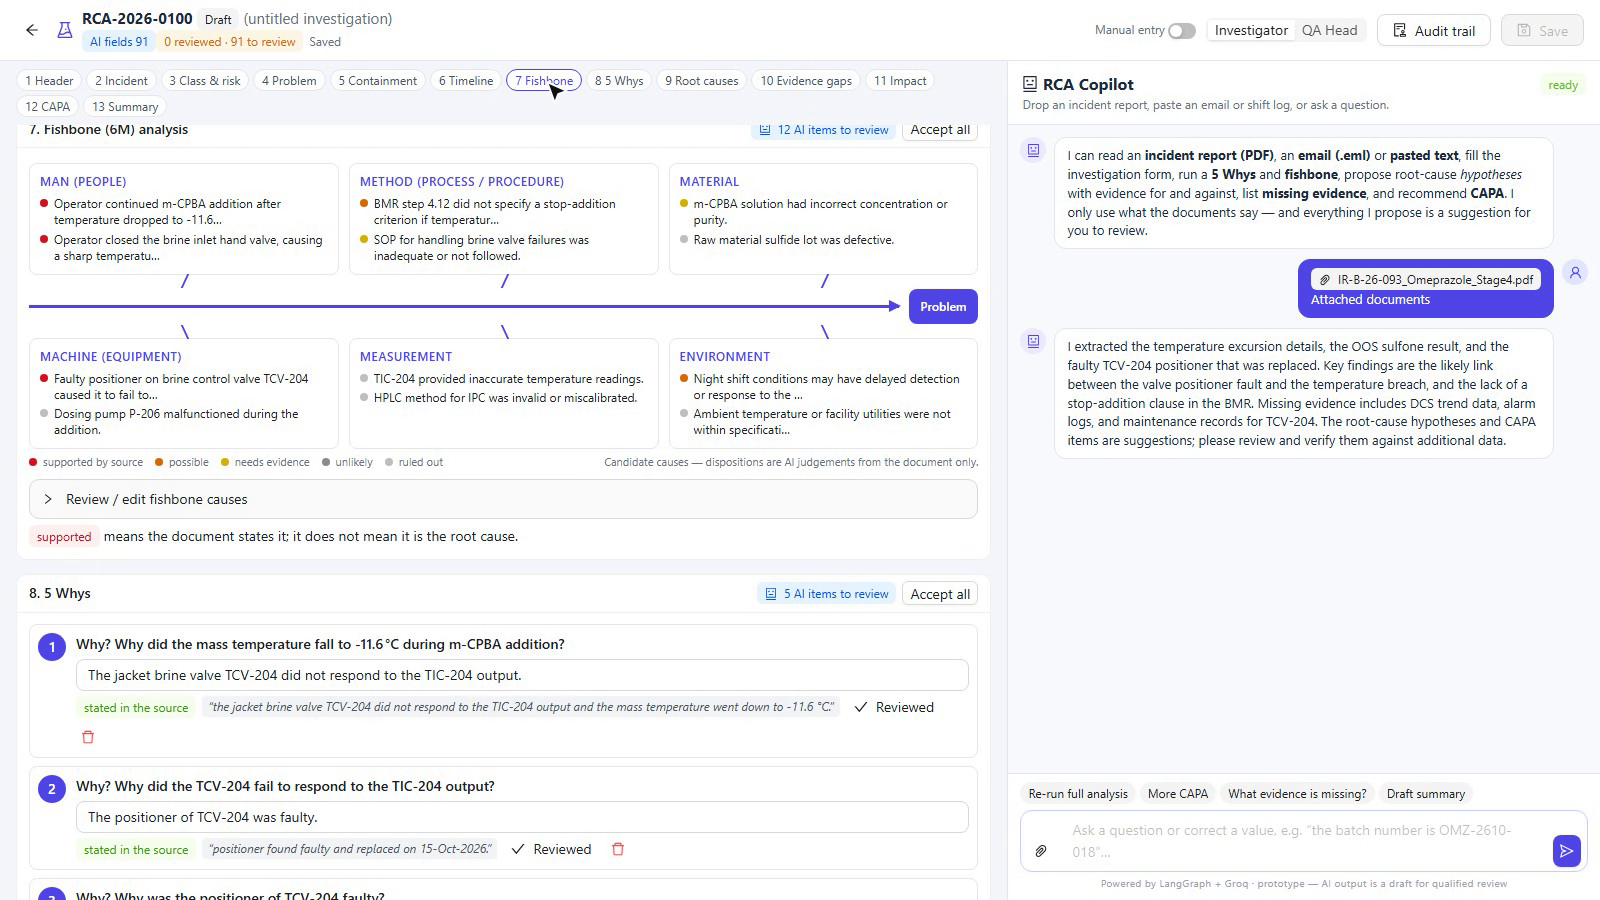 RCA-2026-0100 Draft (untitled investigation)
AI fields 91 0 reviewed · 91 to review Saved
Manual entry Investigator QA Head Audit trail Save
1 Header 2 Incident 3 Class & risk 4 Problem 5 Containment 6 Timeline 7 Fishbone 8 5 Whys 9 Root causes 10 Evidence gaps 11 Impact
12 CAPA 13 Summary
7. Fishbone (6M) analysis 12 AI items to review Accept all
MAN (PEOPLE)
Operator continued m-CPBA addition after
temperature dropped to -11.6...
Operator closed the brine inlet hand valve, causing
a sharp temperatu...
METHOD (PROCESS / PROCEDURE)
BMR step 4.12 did not specify a stop-addition
criterion if temperatur...
SOP for handling brine valve failures was
inadequate or not followed.
MATERIAL
m-CPBA solution had incorrect concentration or
purity.
Raw material sulfide lot was defective.
Problem
MACHINE (EQUIPMENT)
Faulty positioner on brine control valve TCV-204
caused it to fail to...
Dosing pump P-206 malfunctioned during the
addition.
MEASUREMENT
TIC-204 provided inaccurate temperature readings.
HPLC method for IPC was invalid or miscalibrated.
ENVIRONMENT
Night shift conditions may have delayed detection
or response to the ...
Ambient temperature or facility utilities were not
within specificati...
supported by source possible needs evidence unlikely ruled out
Candidate causes — dispositions are AI judgements from the document only.
Review / edit fishbone causes
supported means the document states it; it does not mean it is the root cause.
8. 5 Whys 5 AI items to review Accept all
1 Why? Why did the mass temperature fall to -11.6 °C during m-CPBA addition?
The jacket brine valve TCV-204 did not respond to the TIC-204 output.
stated in the source "the jacket brine valve TCV-204 did not respond to the TIC-204 output and the mass temperature went down to -11.6 °C." Reviewed
2 Why? Why did the TCV-204 fail to respond to the TIC-204 output?
The positioner of TCV-204 was faulty.
stated in the source "positioner found faulty and replaced on 15-Oct-2026." Reviewed
3 Why? Why was the positioner of TCV-204 faulty?
RCA Copilot ready
Drop an incident report, paste an email or shift log, or ask a question.
I can read an incident report (PDF), an email (.eml) or pasted text, fill the
investigation form, run a 5 Whys and fishbone, propose root-cause hypotheses
with evidence for and against, list missing evidence, and recommend CAPA. I
only use what the documents say — and everything I propose is a suggestion for
you to review.
IR-B-26-093_Omeprazole_Stage4.pdf
Attached documents
I extracted the temperature excursion details, the OOS sulfone result, and the
faulty TCV-204 positioner that was replaced. Key findings are the likely link
between the valve positioner fault and the temperature breach, and the lack of a
stop-addition clause in the BMR. Missing evidence includes DCS trend data, alarm
logs, and maintenance records for TCV-204. The root-cause hypotheses and CAPA
items are suggestions; please review and verify them against additional data.
Re-run full analysis More CAPA What evidence is missing? Draft summary
Ask a question or correct a value, e.g. "the batch number is OMZ-2610-
018"...
Powered by LangGraph + Groq · prototype — AI output is a draft for qualified review